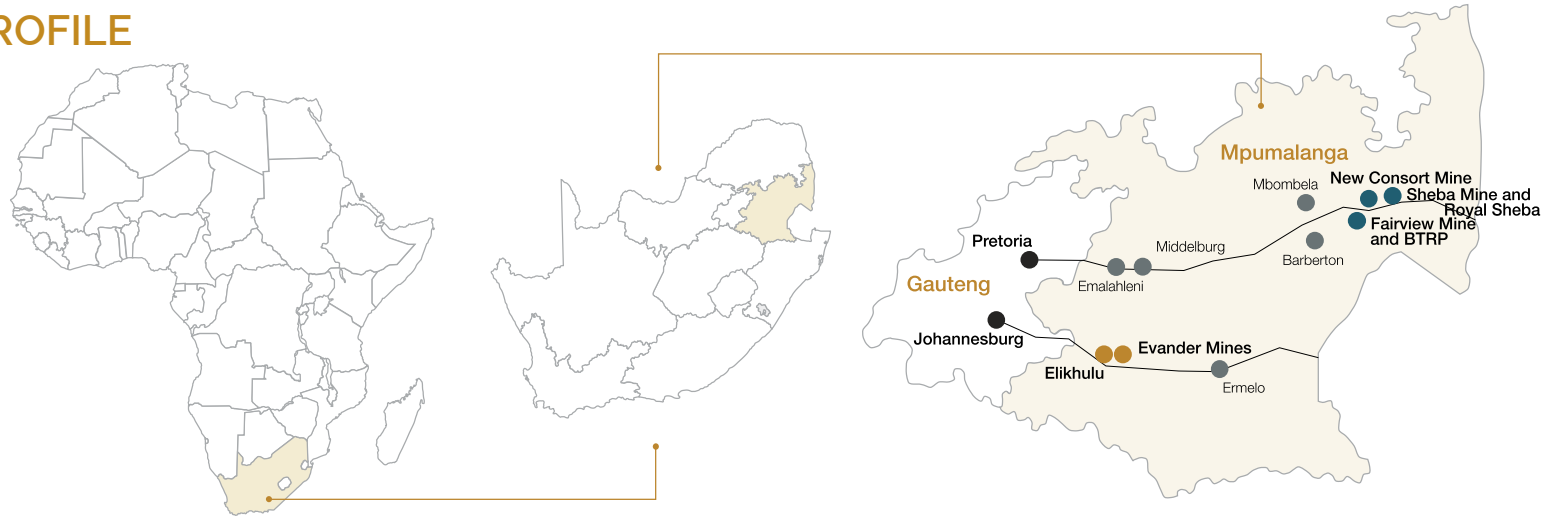 ROFILE
Mpumalanga
Mbombela
New Consort Mine
Sheba Mine and
Royal Sheba
Fairview Mine
and BTRP
Barberton
Pretoria
Middelburg
Emalahleni
Gauteng
Johannesburg
Evander Mines
Elikhulu
Ermelo